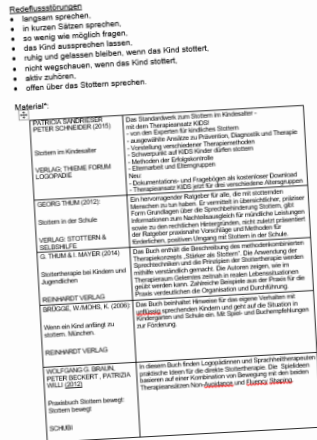 Redeflussstörungen
• langsam sprechen,
• in kurzen Sätzen sprechen,
• so wenig wie möglich fragen,
• das Kind aussprechen lassen,
• ruhig und gelassen bleiben, wenn das Kind stottert,
• nicht wegschauen, wenn das Kind stottert,
• aktiv zuhören,
• offen über das Stottern sprechen.
Material*:
PATRICIA SANDRIESER
PETER SCHNEIDER (2015)
Stottern im Kindesalter
VERLAG: THIEME FORUM
LOGOPÄDIE
Das Standardwerk zum Stottern im Kindesalter -
mit dem Therapieansatz KIDS!
- von den Experten für kindliches Stottern
- ausgewählte Ansätze zu Prävention, Diagnostik und Therapie
- Vorstellung verschiedener Therapiemethoden
- Schwerpunkt auf KIDS Kinder dürfen stottern
- Methoden der Erfolgskontrolle
- Elternarbeit und Elterngruppen
Neu
- Dokumentations- und Fragebögen als kostenloser Download
- Therapieansatz KIDS jetzt für drei verschiedene Altersgruppen
GEORG THUM (2012):
Stottern in der Schule
VERLAG: STOTTERN &
SELBSHILFE
Ein hervorragender Ratgeber für alle, die mit stotternden
Menschen zu tun haben. Er vermittelt in übersichtlicher, präziser
Form Grundlagen über die Sprechbehinderung Stottern, gibt
Informationen zum Nachteilsausgleich für mündliche Leistungen
sowie zu den rechtlichen Hintergründen, nicht zuletzt präsentiert
der Ratgeber praxisnahe Vorschläge und Methoden für
förderlichen, positiven Umgang mit Stottern in der Schule.
G. THUM & I. MAYER (2014)
Stottertherapie bei Kindern und
Jugendlichen
REINHARDT VERLAG
Das Buch enthält die Beschreibung des methodenkombinierten
Therapiekonzepts „Stärker als Stottern". Die Anwendung der
Sprechtechniken und die Prinzipien der Stottertherapie werden
mithilfe verständlich gemacht. Die Autoren zeigen, wie im
Therapieraum Gelerntes zeitnah in realen Lebenssituationen
geübt werden kann. Zahlreiche Beispiele aus der Praxis für die
Praxis verdeutlichen die Organisation und Durchführung.
BRÜGGE, W./MOHS, K. (2006)
Wenn ein Kind anfängt zu
stottern. München.
REINHARDT VERLAG
Das Buch beinhaltet Hinweise für das eigene Verhalten mit
unflüssig sprechenden Kindern und geht auf die Situation in
Kindergarten und Schule ein. Mit Spiel- und Buchempfehlungen
zur Förderung.
WOLFGANG G. BRAUN,
PETER BECKERT, PATRIZIA
WILLI (2012)
Praxisbuch Stottern bewegt:
Stottern bewegt
SCHUBI
In diesem Buch finden LogopädInnen und SprachheiltherapeutInnen
praktische Ideen für die direkte Stottertherapie. Die Spielideen
basieren auf einer Kombination von Bewegung mit den beiden
Therapieansätzen Non-Avoidance und Fluency Shaping.